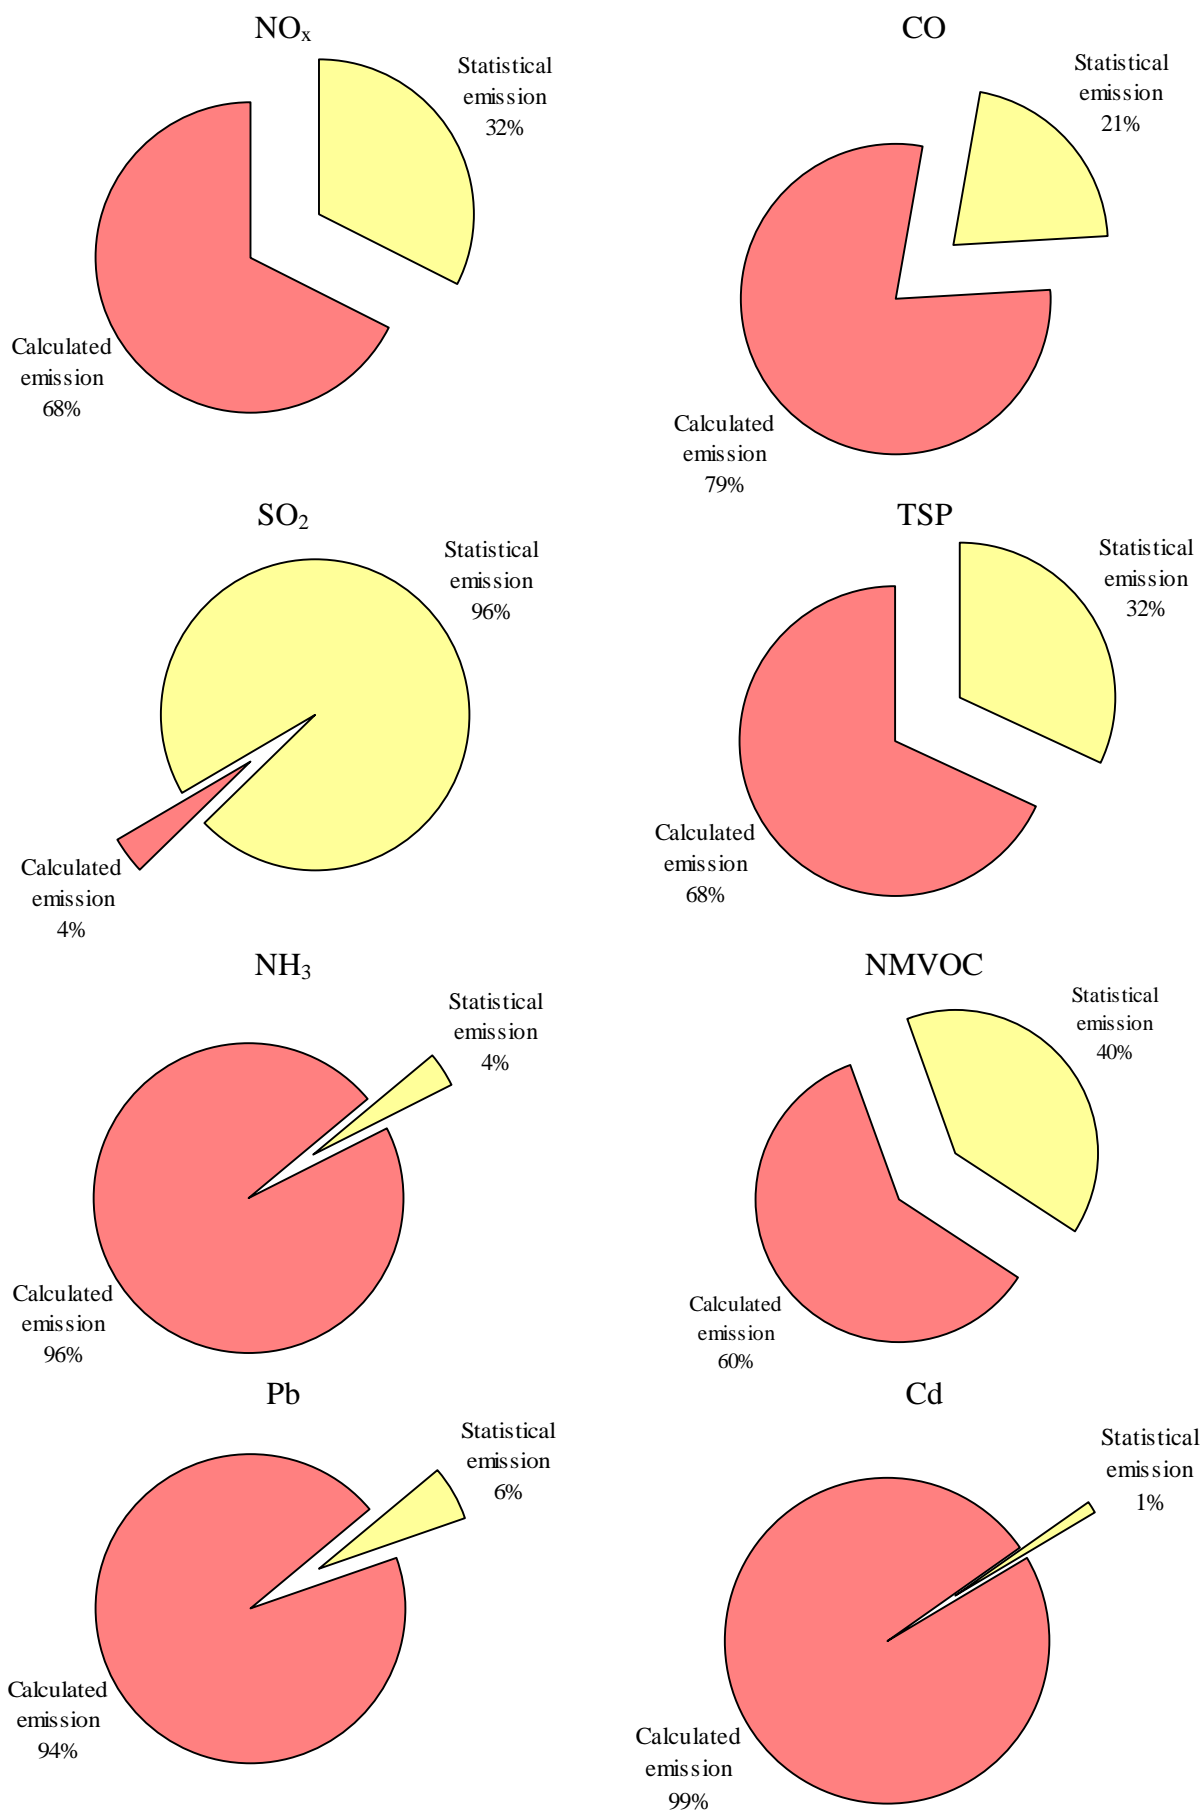 NOₓ
Statistical
emission
32%
Calculated
emission
68%
CO
Statistical
emission
21%
Calculated
emission
79%
SO₂
Statistical
emission
96%
Calculated
emission
4%
TSP
Statistical
emission
32%
Calculated
emission
68%
NH₃
Statistical
emission
4%
Calculated
emission
96%
NMVOC
Statistical
emission
40%
Calculated
emission
60%
Pb
Statistical
emission
6%
Calculated
emission
94%
Cd
Statistical
emission
1%
Calculated
emission
99%